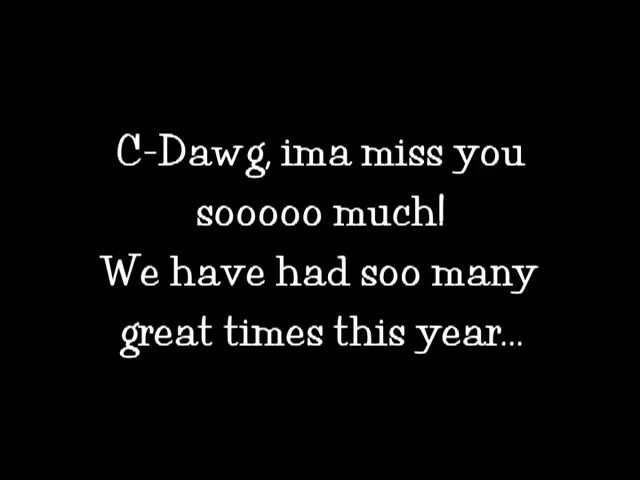 C-Dawg, ima miss you
sooooo much!
We have had soo many
great times this year...